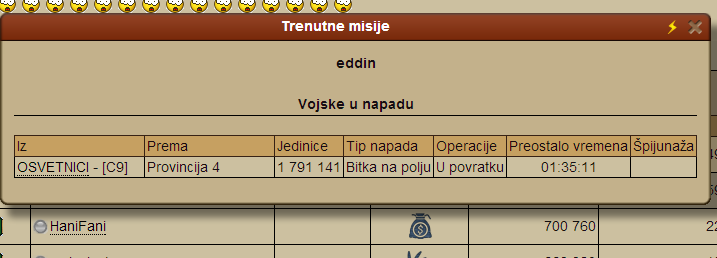 Trenutne misije
eddin
Vojske u napadu
Iz Prema Jedinice Tip napada Operacije Preostalo vremena Špijunaža
OSVETNICI - [C9] Provincija 4 1 791 141 Bitka na polju U povratku 01:35:11
HaniFani 700 760